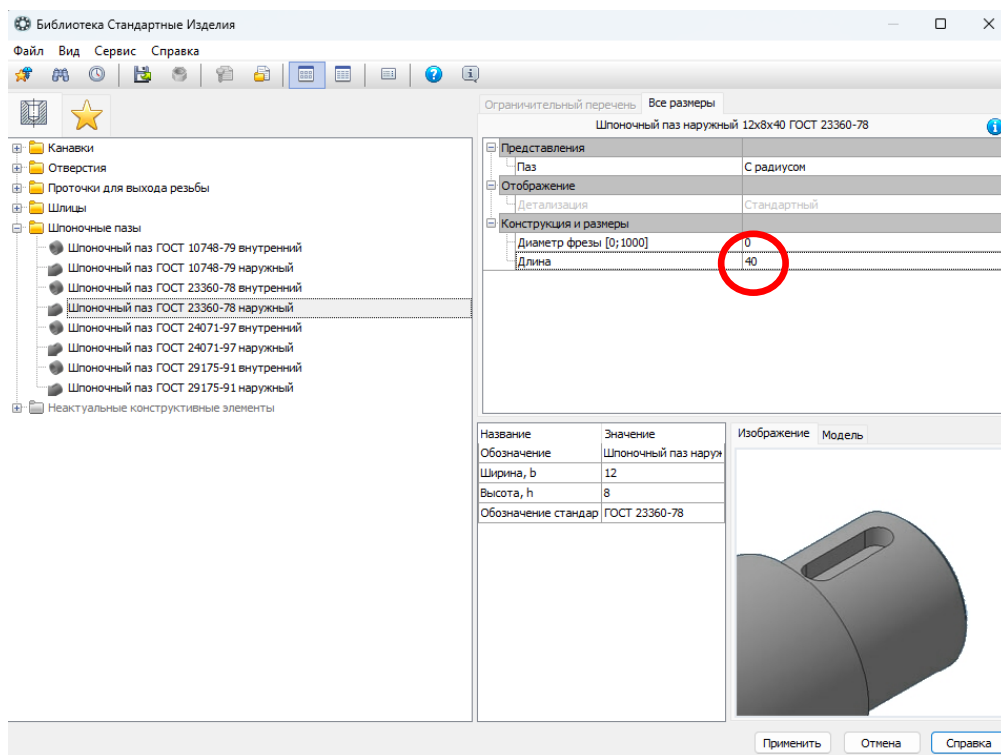 Библиотека Стандартные Изделия
Файл Вид Сервис Справка
Ограничительный перечень Все размеры
Шпоночный паз наружный 12x8x40 ГОСТ 23360-78
Канавки
Отверстия
Проточки для выхода резьбы
Шлицы
Шпоночные пазы
Шпоночный паз ГОСТ 10748-79 внутренний
Шпоночный паз ГОСТ 10748-79 наружный
Шпоночный паз ГОСТ 23360-78 внутренний
Шпоночный паз ГОСТ 23360-78 наружный
Шпоночный паз ГОСТ 24071-97 внутренний
Шпоночный паз ГОСТ 24071-97 наружный
Шпоночный паз ГОСТ 29175-91 внутренний
Шпоночный паз ГОСТ 29175-91 наружный
Неактуальные конструктивные элементы
Представления
Паз С радиусом
Отображение
Детализация Стандартный
Конструкция и размеры
Диаметр фрезы [0;1000] 0
Длина 40
Название Значение
Обозначение Шпоночный паз наруж
Ширина, b 12
Высота, h 8
Обозначение стандар ГОСТ 23360-78
Изображение Модель
Применить Отмена Справка